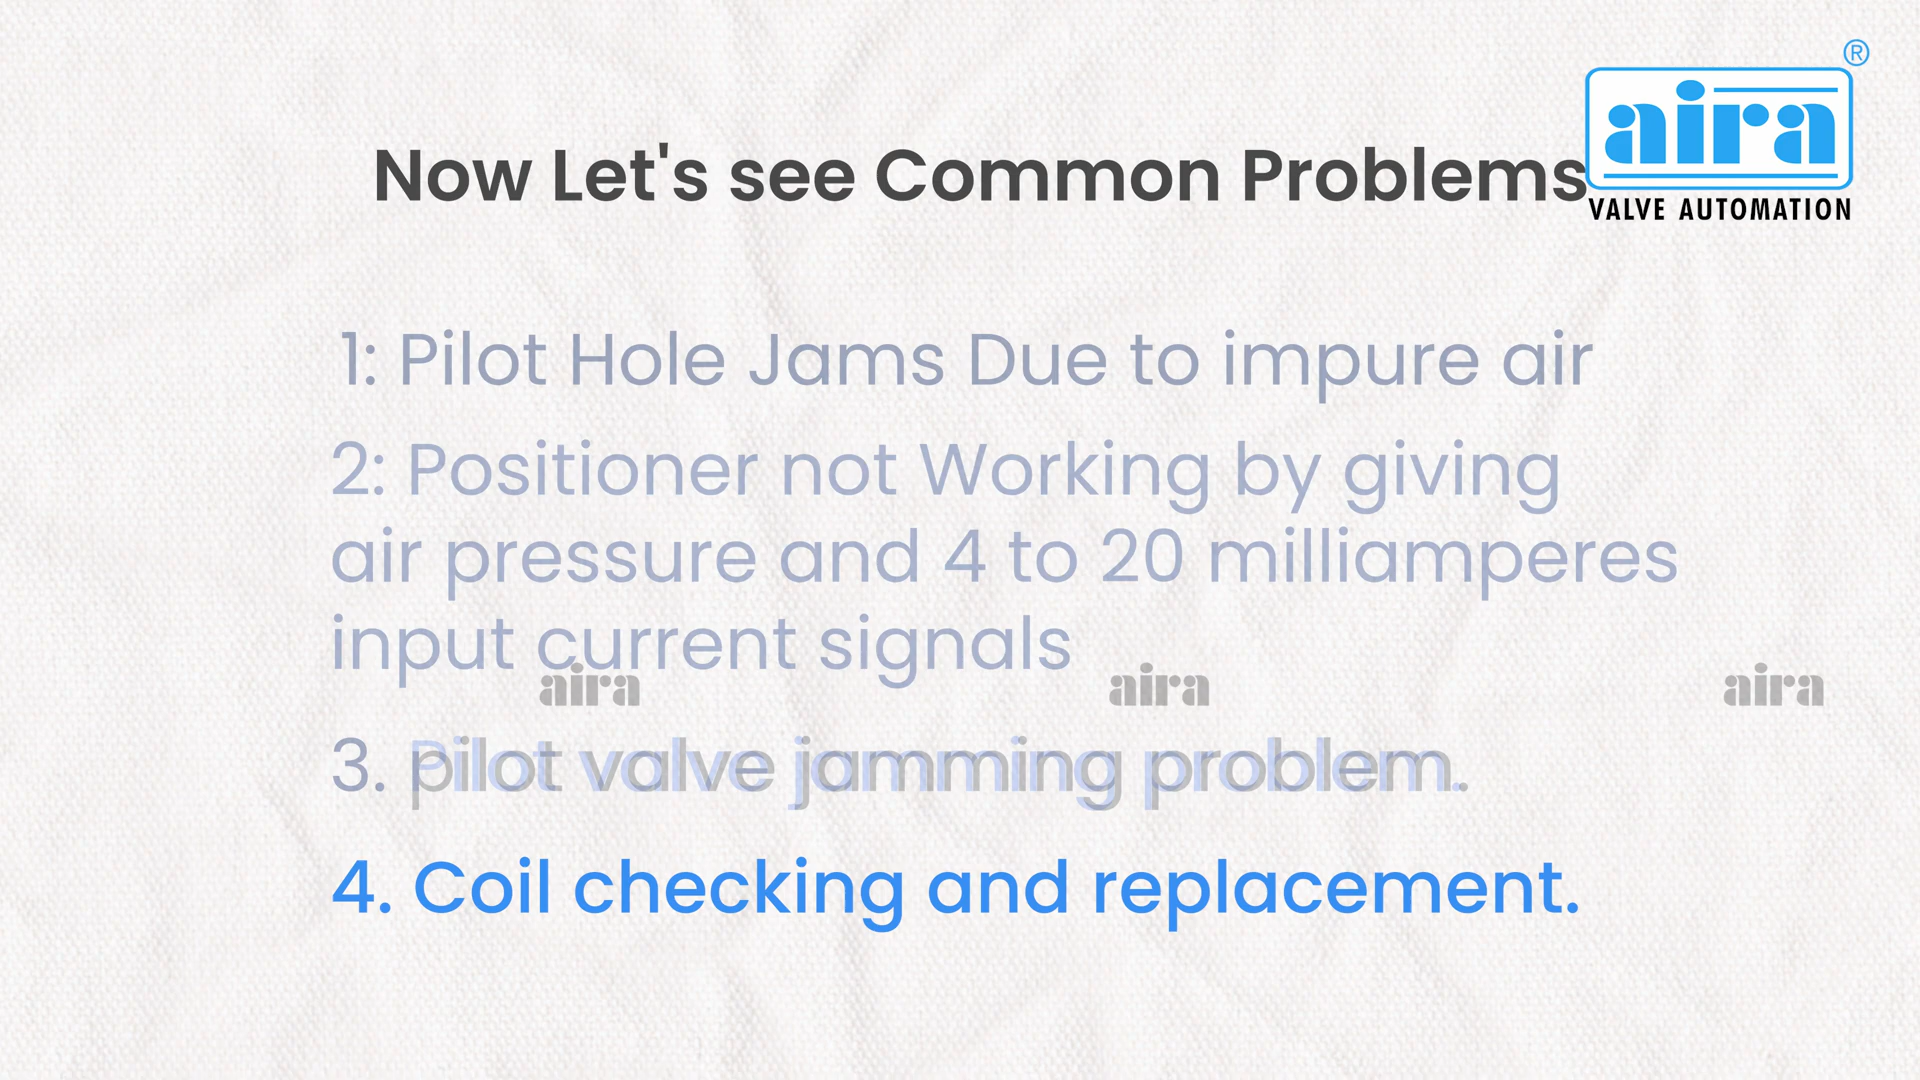 ®
aira
VALVE AUTOMATION
Now Let's see Common Problems
1: Pilot Hole Jams Due to impure air
2: Positioner not Working by giving
air pressure and 4 to 20 milliamperes
input current signals
aira aira aira
3. Pilot valve jamming problem.
4. Coil checking and replacement.